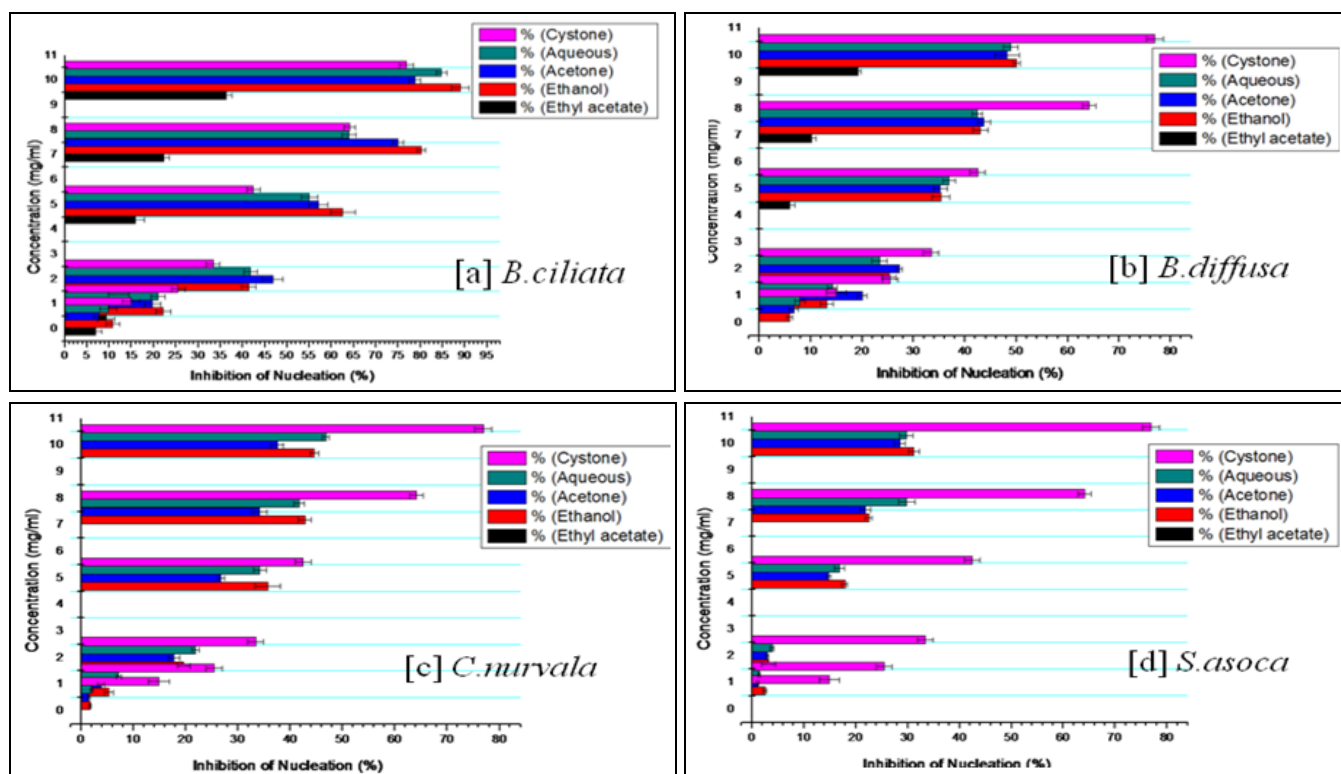 % (Cystone)
% (Aqueous)
% (Acetone)
% (Ethanol)
% (Ethyl acetate)
Concentration (mg/ml)
11
10
9
8
7
6
5
4
3
2
1
0
[a] B.ciliata
0 5 10 15 20 25 30 35 40 45 50 55 60 65 70 75 80 85 90 95
Inhibition of Nucleation (%)
% (Cystone)
% (Aqueous)
% (Acetone)
% (Ethanol)
% (Ethyl acetate)
Concentration (mg/ml)
11
10
9
8
7
6
5
4
3
2
1
0
[b] B.diffusa
0 10 20 30 40 50 60 70 80
Inhibition of Nucleation (%)
% (Cystone)
% (Aqueous)
% (Acetone)
% (Ethanol)
% (Ethyl acetate)
Concentration (mg/ml)
11
10
9
8
7
6
5
4
3
2
1
0
[c] C.nurvala
0 10 20 30 40 50 60 70 80
Inhibition of Nucleation (%)
% (Cystone)
% (Aqueous)
% (Acetone)
% (Ethanol)
% (Ethyl acetate)
Concentration (mg/ml)
11
10
9
8
7
6
5
4
3
2
1
0
[d] S.asoca
0 10 20 30 40 50 60 70 80
Inhibition of Nucleation (%)